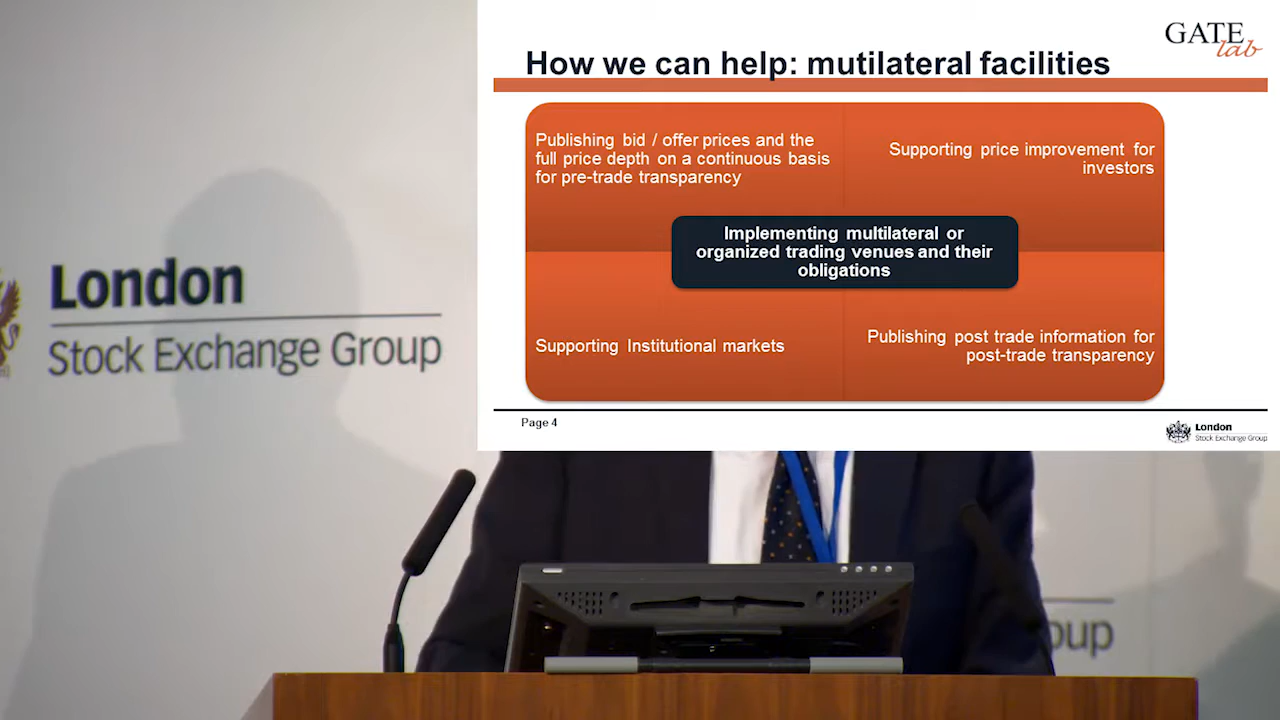 GATE
lab
How we can help: mutilateral facilities
Publishing bid / offer prices and the
full price depth on a continuous basis
for pre-trade transparency
Supporting price improvement for
investors
Implementing multilateral or
organized trading venues and their
obligations
Supporting Institutional markets
Publishing post trade information for
post-trade transparency
Page 4
London
Stock Exchange Group
London
Stock Exchange Group
oup